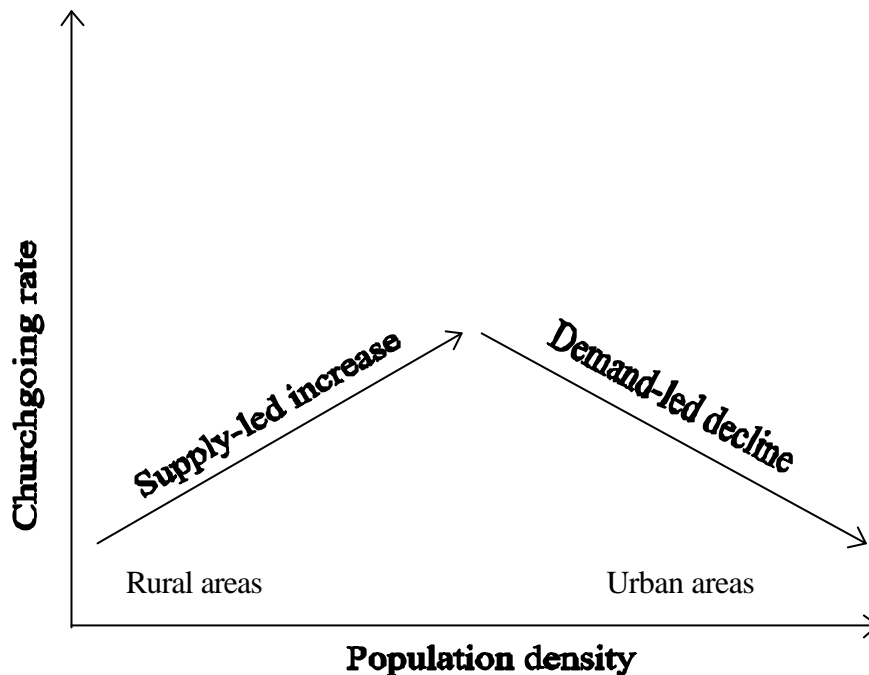 Churchgoing rate
Supply-led increase
Demand-led decline
Rural areas
Urban areas
Population density